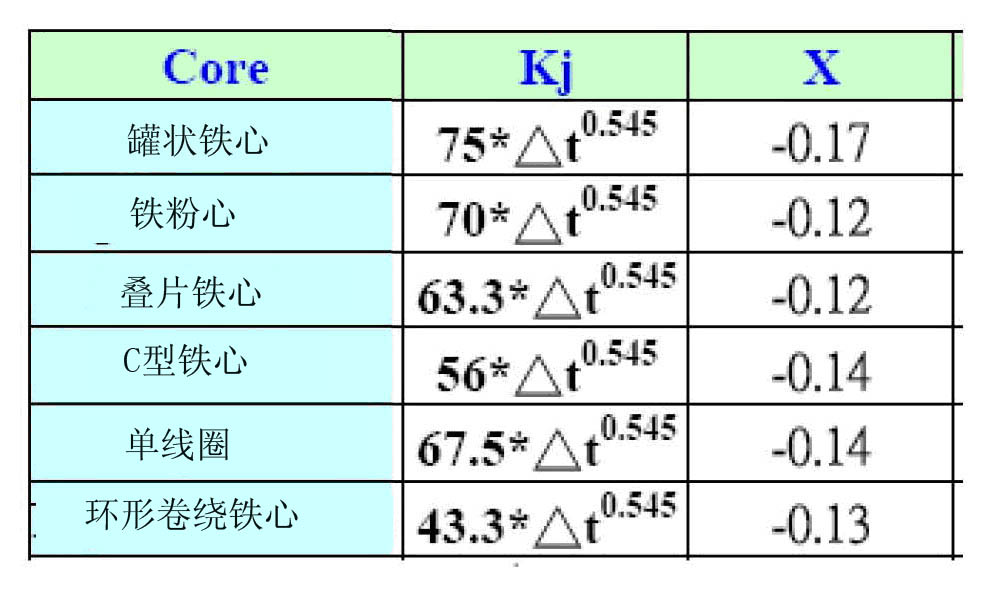 Core Kj X
罐状铁心 75*△t^0.545 -0.17
铁粉心 70*△t^0.545 -0.12
叠片铁心 63.3*△t^0.545 -0.12
C型铁心 56*△t^0.545 -0.14
单线圈 67.5*△t^0.545 -0.14
环形卷绕铁心 43.3*△t^0.545 -0.13